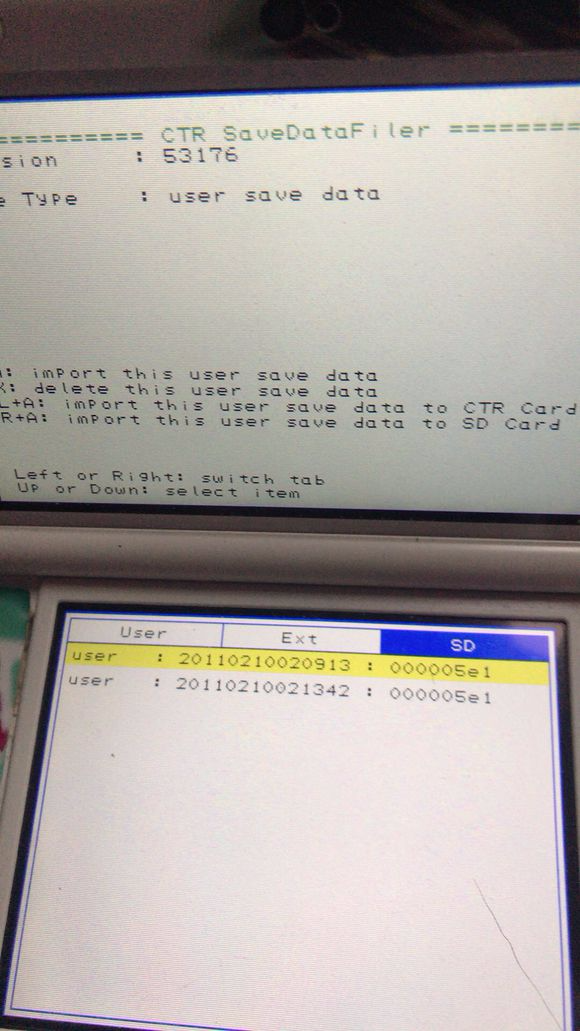 ========== CTR SaveDataFiler ========
sion : 53176
e Type : user save data
: import this user save data
: delete this user save data
L+A: import this user save data to CTR Card
R+A: import this user save data to SD Card
Left or Right: switch tab
Up or Down: select item
User Ext SD
user : 20110210020913 : 000005e1
user : 20110210021342 : 000005e1